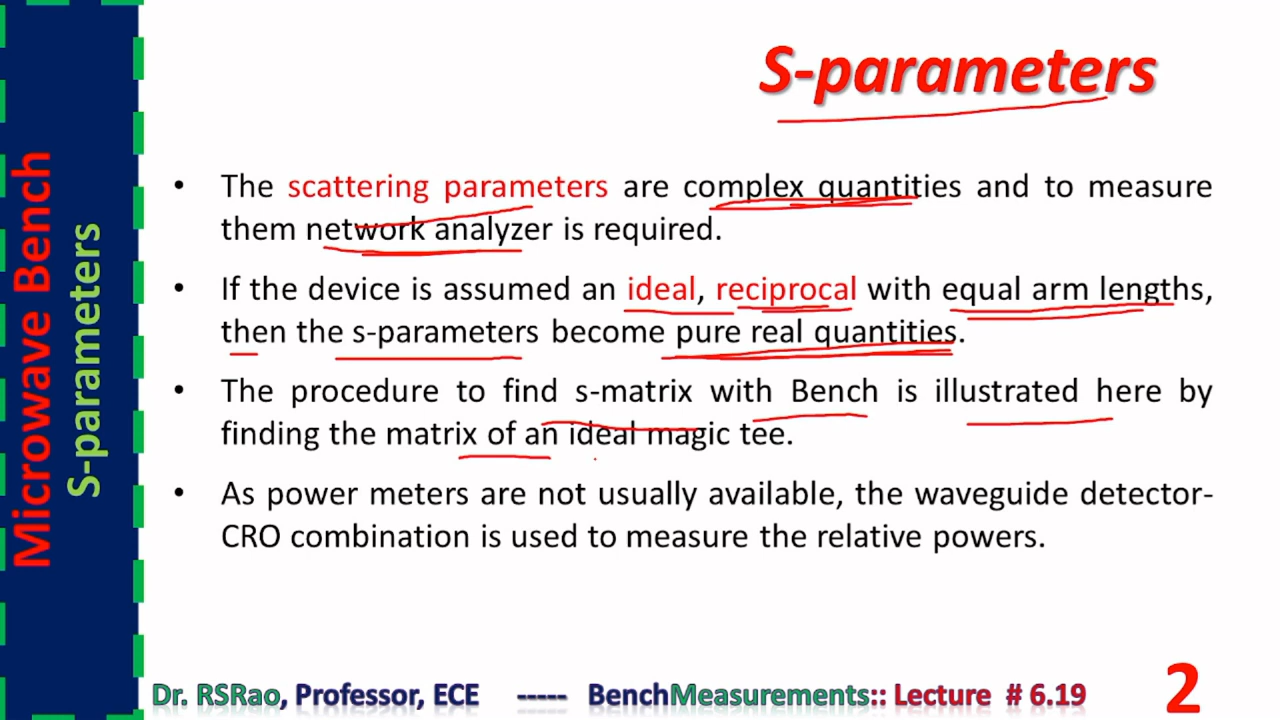 S-parameters
Microwave Bench
S-parameters
• The scattering parameters are complex quantities and to measure
them network analyzer is required.
• If the device is assumed an ideal, reciprocal with equal arm lengths,
then the s-parameters become pure real quantities.
• The procedure to find s-matrix with Bench is illustrated here by
finding the matrix of an ideal magic tee.
• As power meters are not usually available, the waveguide detector-
CRO combination is used to measure the relative powers.
Dr. RSRao, Professor, ECE ----- BenchMeasurements:: Lecture # 6.19
2